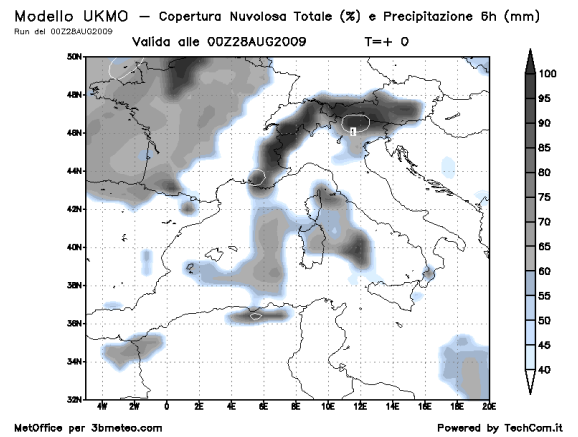 Modello UKMO – Copertura Nuvolosa Totale (%) e Precipitazione 6h (mm)
Run del 00Z28AUG2009
Valida alle 00Z28AUG2009 T=+ 0
50N
48N
46N
44N
42N
40N
38N
36N
34N
32N
4W 2W 0 2E 4E 6E 8E 10E 12E 14E 16E 18E 20E
1
100
95
90
85
80
75
70
65
60
55
50
45
40
MetOffice per 3bmeteo.com
Powered by TechCom.it